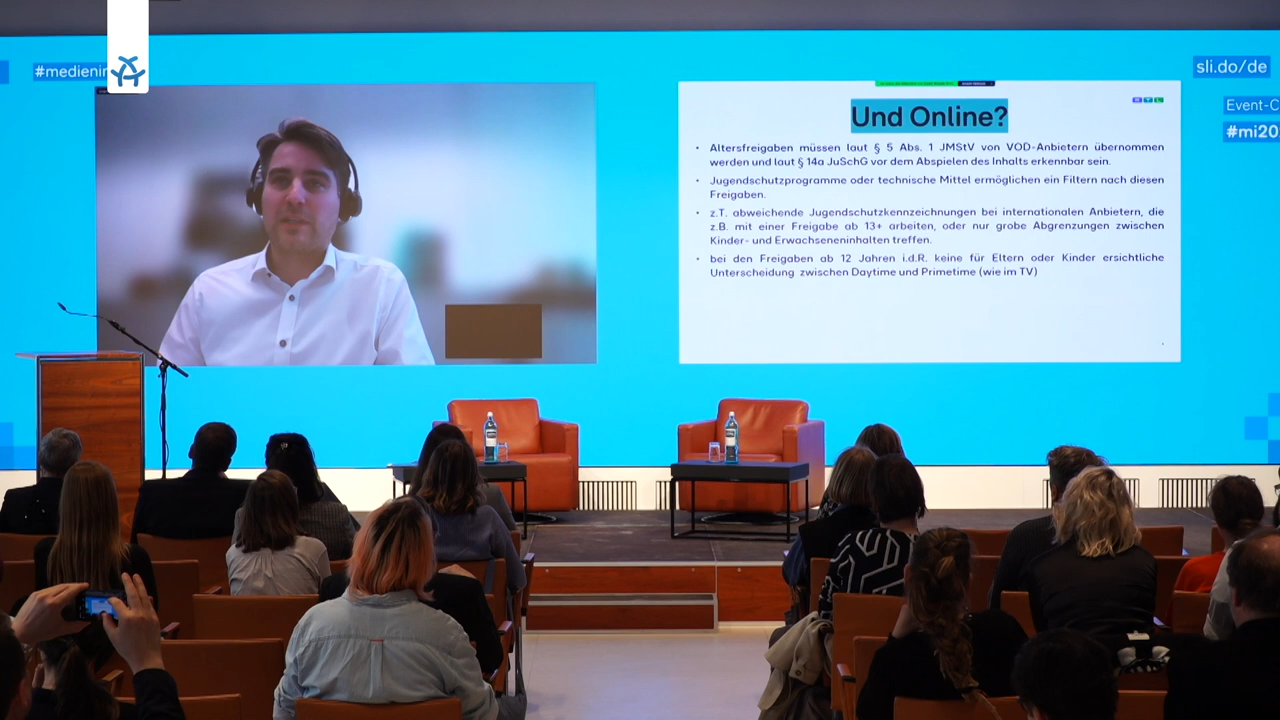 #medienim
sli.do/de
Event-C
#mi20
RTL
Und Online?
• Altersfreigaben müssen laut § 5 Abs. 1 JMStV von VOD-Anbietern übernommen
werden und laut § 14a JuSchG vor dem Abspielen des Inhalts erkennbar sein.
• Jugendschutzprogramme oder technische Mittel ermöglichen ein Filtern nach diesen
Freigaben.
• z.T. abweichende Jugendschutzkennzeichnungen bei internationalen Anbietern, die
z.B. mit einer Freigabe ab 13+ arbeiten, oder nur grobe Abgrenzungen zwischen
Kinder- und Erwachseneninhalten treffen.
• bei den Freigaben ab 12 Jahren i.d.R. keine für Eltern oder Kinder ersichtliche
Unterscheidung zwischen Daytime und Primetime (wie im TV)